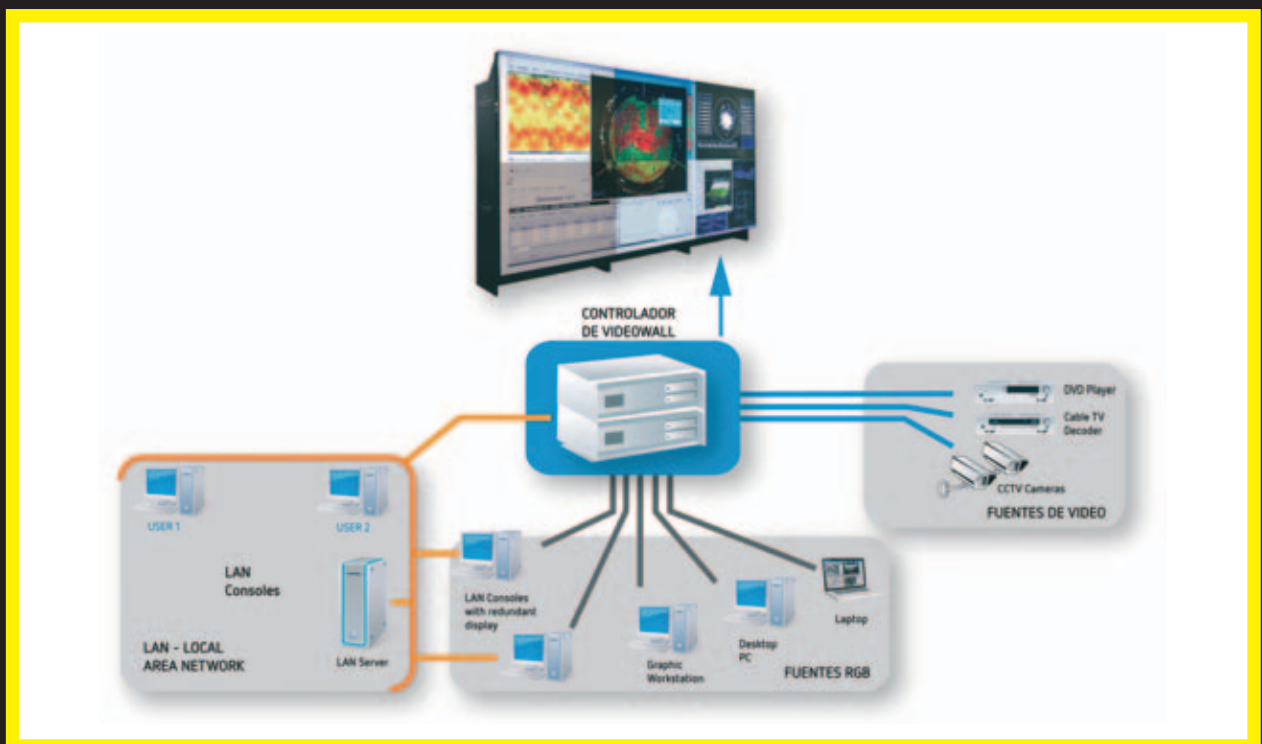 CONTROLADOR
DE VIDEOWALL
DVD Player
Cable TV
Decoder
CCTV Cameras
FUENTES DE VIDEO
USER 1
USER 2
LAN
Consoles
LAN Server
LAN - LOCAL
AREA NETWORK
LAN Consoles
with redundant
display
Graphic
Workstation
Desktop
PC
Laptop
FUENTES RGB